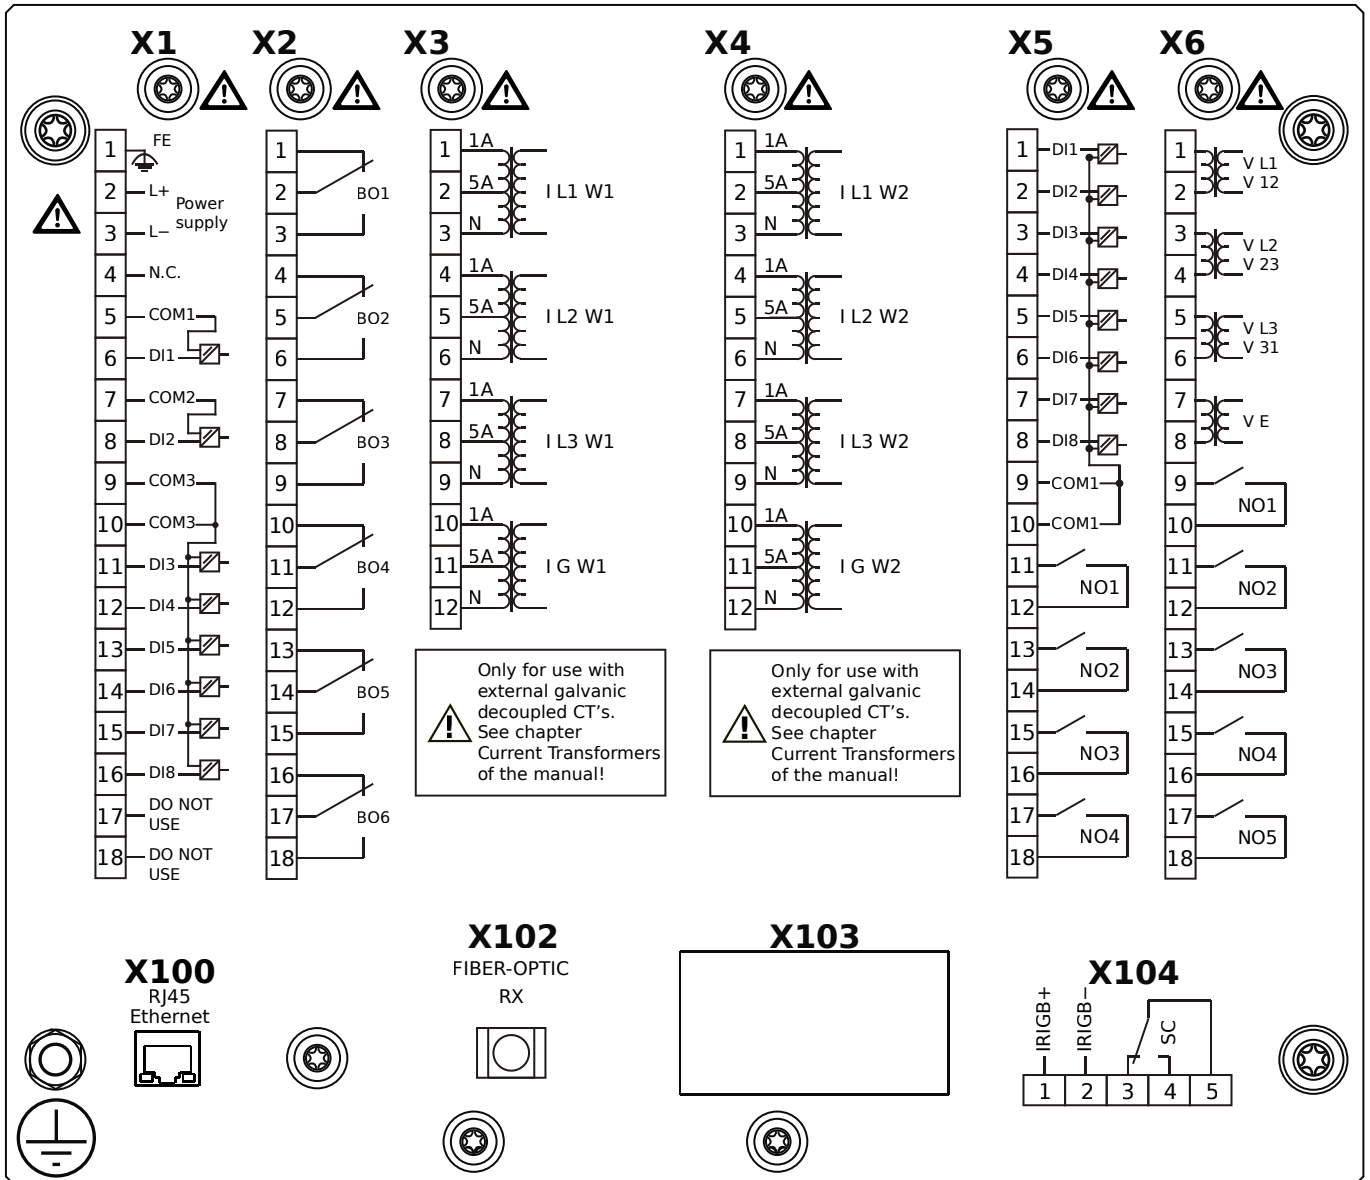 X1
X2
X3
X4
X5
X6
1 FE
2 L+
Power
supply
3 L−
4 N.C.
5 COM1
6 DI1
7 COM2
8 DI2
9 COM3
10 COM3
11 DI3
12 DI4
13 DI5
14 DI6
15 DI7
16 DI8
17 DO NOT
USE
18 DO NOT
USE
1
2 BO1
3
4
5 BO2
6
7
8 BO3
9
10
11 BO4
12
13
14 BO5
15
16
17 BO6
18
1 1A
2 5A I L1 W1
3 N
4 1A
5 5A I L2 W1
6 N
7 1A
8 5A I L3 W1
9 N
10 1A
11 5A I G W1
12 N
Only for use with
external galvanic
decoupled CT's.
See chapter
Current Transformers
of the manual!
1 1A
2 5A I L1 W2
3 N
4 1A
5 5A I L2 W2
6 N
7 1A
8 5A I L3 W2
9 N
10 1A
11 5A I G W2
12 N
Only for use with
external galvanic
decoupled CT's.
See chapter
Current Transformers
of the manual!
1 DI1
2 DI2
3 DI3
4 DI4
5 DI5
6 DI6
7 DI7
8 DI8
9 COM1
10 COM1
11
NO1
12
13
NO2
14
15
NO3
16
17
NO4
18
1 V L1
2 V 12
3 V L2
4 V 23
5 V L3
6 V 31
7
V E
8
9
NO1
10
11
NO2
12
13
NO3
14
15
NO4
16
17
NO5
18
X100
RJ45
Ethernet
X102
FIBER-OPTIC
RX
X103
X104
IRIGB+
IRIGB−
SC
1 2 3 4 5